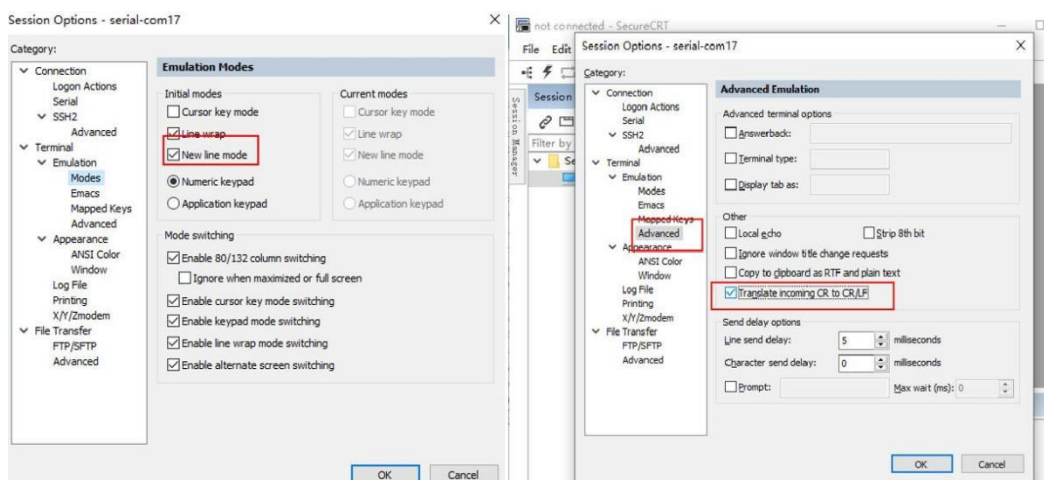 Session Options - serial-com17
Category:
Connection
Logon Actions
Serial
SSH2
Advanced
Terminal
Emulation
Modes
Emacs
Mapped Keys
Advanced
Appearance
ANSI Color
Window
Log File
Printing
X/Y/Zmodem
File Transfer
FTP/SFTP
Advanced
Emulation Modes
Initial modes
Cursor key mode
Line wrap
New line mode
Numeric keypad
Application keypad
Current modes
Cursor key mode
Line wrap
New line mode
Numeric keypad
Application keypad
Mode switching
Enable 80/132 column switching
Ignore when maximized or full screen
Enable cursor key mode switching
Enable keypad mode switching
Enable line wrap mode switching
Enable alternate screen switching
OK Cancel
not connected - SecureCRT
File Edit
Session
Session Manager
Filter by
Se
Session Options - serial-com17
Category:
Connection
Logon Actions
Serial
SSH2
Advanced
Terminal
Emulation
Modes
Emacs
Mapped Keys
Advanced
Appearance
ANSI Color
Window
Log File
Printing
X/Y/Zmodem
File Transfer
FTP/SFTP
Advanced
Advanced Emulation
Advanced terminal options
Answerback:
Terminal type:
Display tab as:
Other
Local echo Strip 8th bit
Ignore window title change requests
Copy to clipboard as RTF and plain text
Translate incoming CR to CR/LF
Send delay options
Line send delay: 5 milliseconds
Character send delay: 0 milliseconds
Prompt: Max wait (ms): 0
OK Cancel